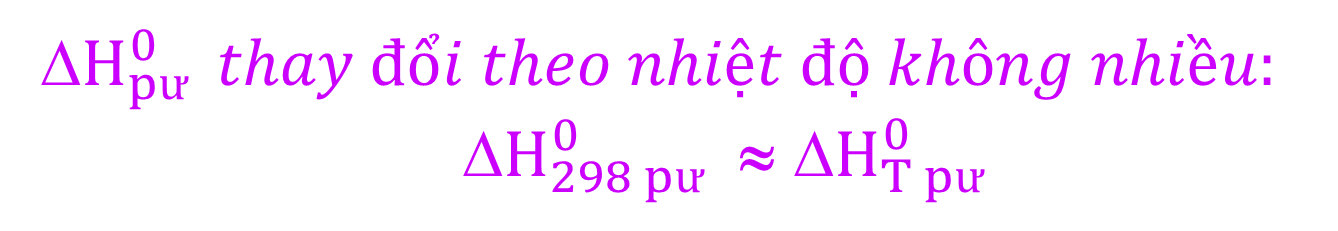 ΔH⁰pư thay đổi theo nhiệt độ không nhiều:
ΔH⁰298 pư ≈ ΔH⁰T pư